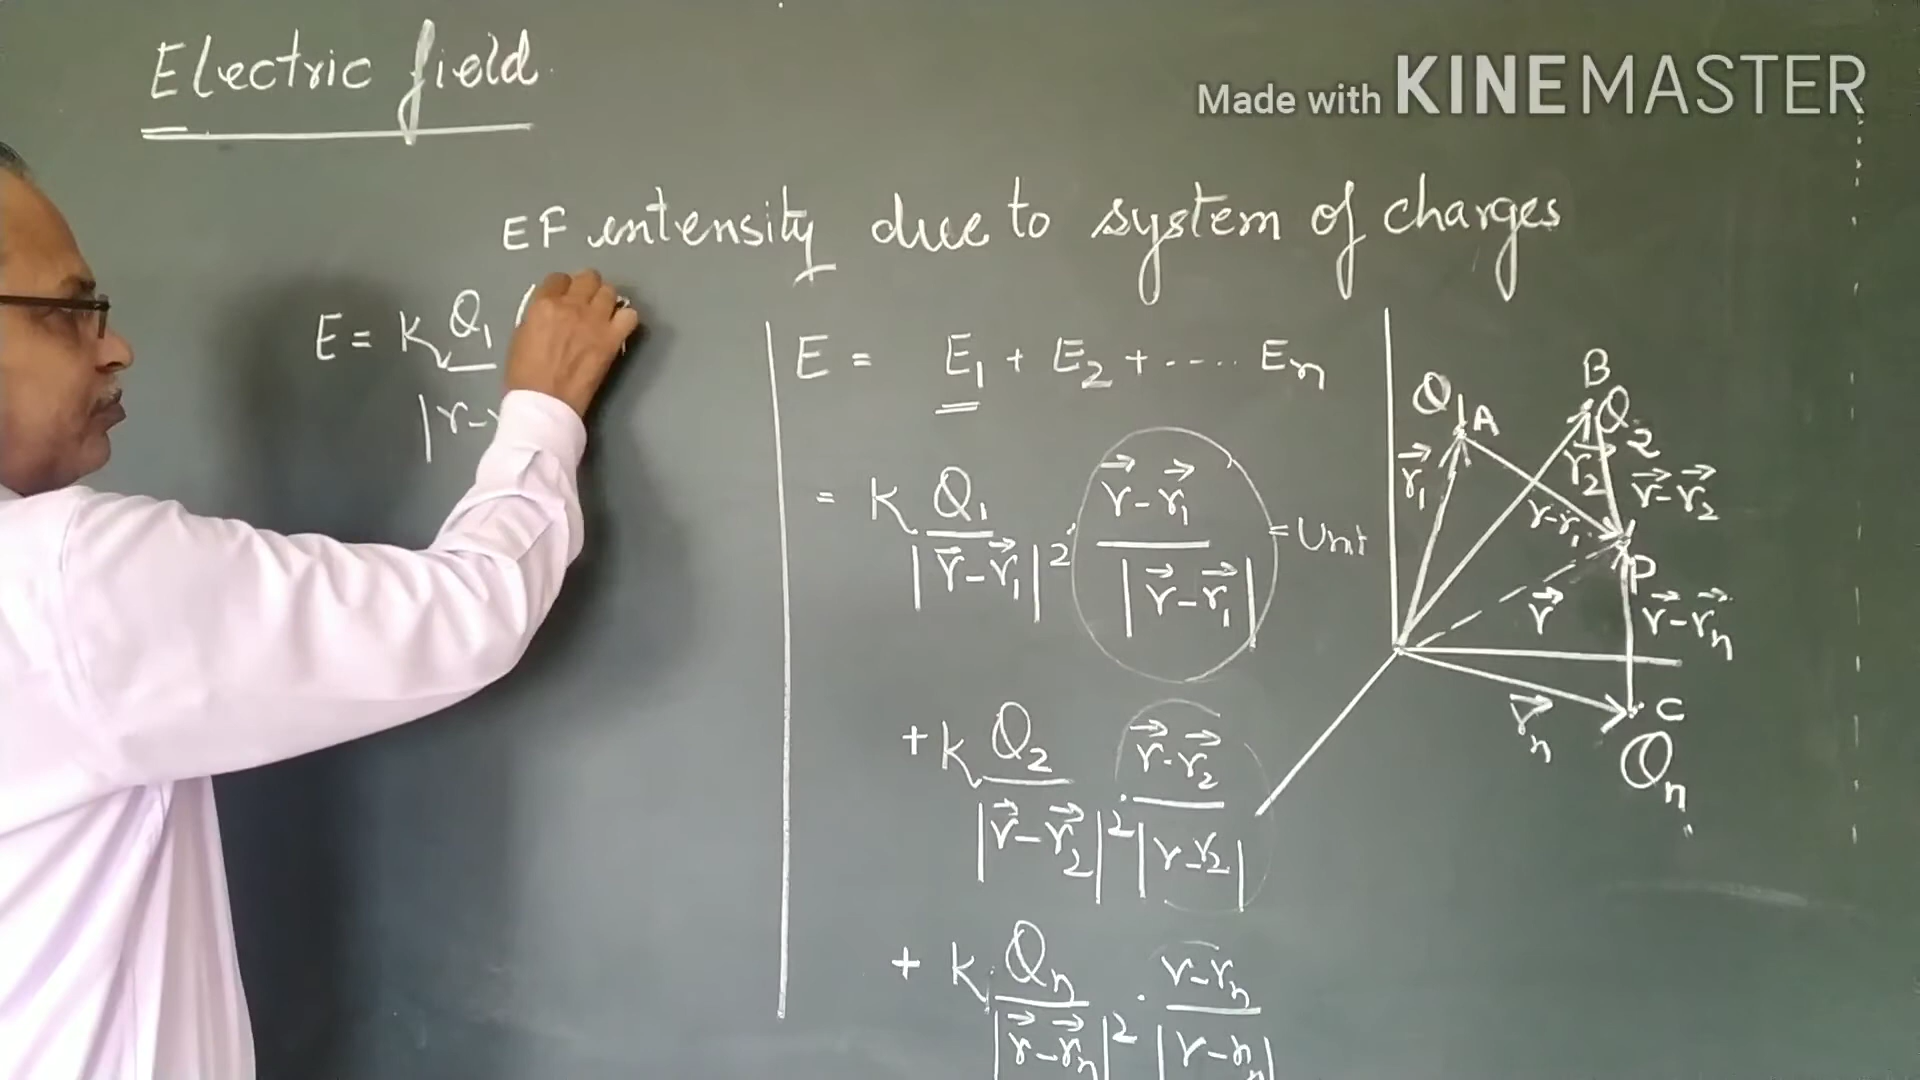 Electric field
Made with KINEMASTER
EF intensity due to system of charges
E = K Q₁
|r-
E = E₁ + E₂ + ---.. Eₙ
= K Q₁ / |r⃗ - r⃗₁|² · r⃗ - r⃗₁ / |r⃗ - r⃗₁| = Unit
+ K Q₂ / |r⃗ - r⃗₂|² · r⃗ - r⃗₂ / |r - r₂|
+ K Qₙ / |r⃗ - r⃗ₙ|² · r - rₙ / |r - rₙ|
Q₁ A
B
Q₂
r⃗₁
r⃗₂
r⃗ - r⃗₂
r - r₁
P
r⃗
r⃗ - r⃗ₙ
r⃗ₙ
C
Qₙ